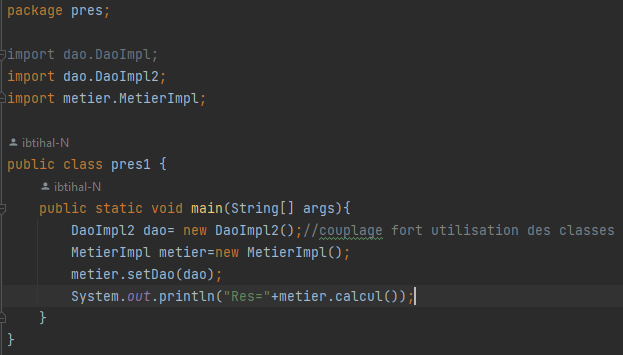 package pres;
import dao.DaoImpl;
import dao.DaoImpl2;
import metier.MetierImpl;
ibtihal-N
public class pres1 {
ibtihal-N
public static void main(String[] args){
DaoImpl2 dao= new DaoImpl2();//couplage fort utilisation des classes
MetierImpl metier=new MetierImpl();
metier.setDao(dao);
System.out.println("Res="+metier.calcul());
}
}